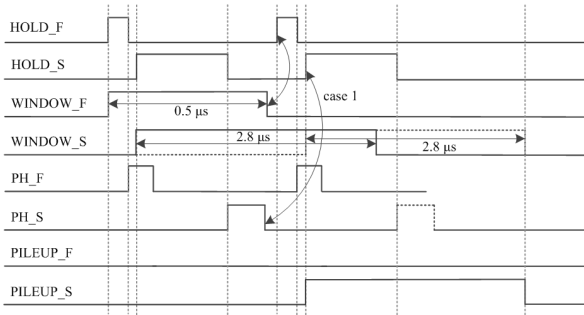 HOLD_F
HOLD_S
WINDOW_F
0.5 μs
case 1
WINDOW_S
2.8 μs
2.8 μs
PH_F
PH_S
PILEUP_F
PILEUP_S